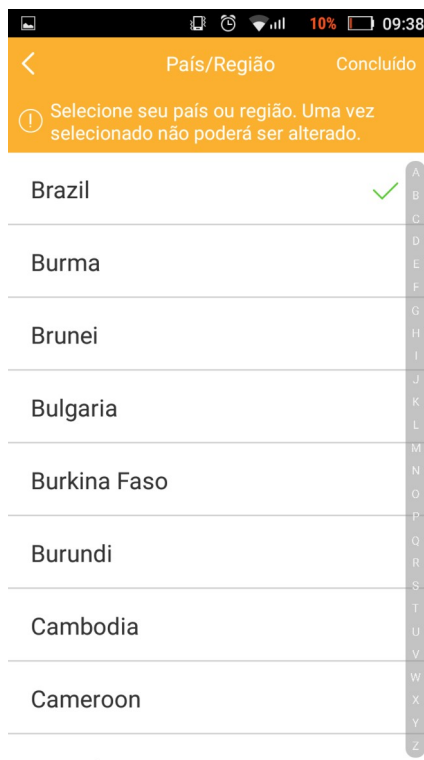 10% 09:38
País/Região Concluído
Selecione seu país ou região. Uma vez
selecionado não poderá ser alterado.
Brazil
Burma
Brunei
Bulgaria
Burkina Faso
Burundi
Cambodia
Cameroon
A
B
C
D
E
F
G
H
I
J
K
L
M
N
O
P
Q
R
S
T
U
V
W
X
Y
Z